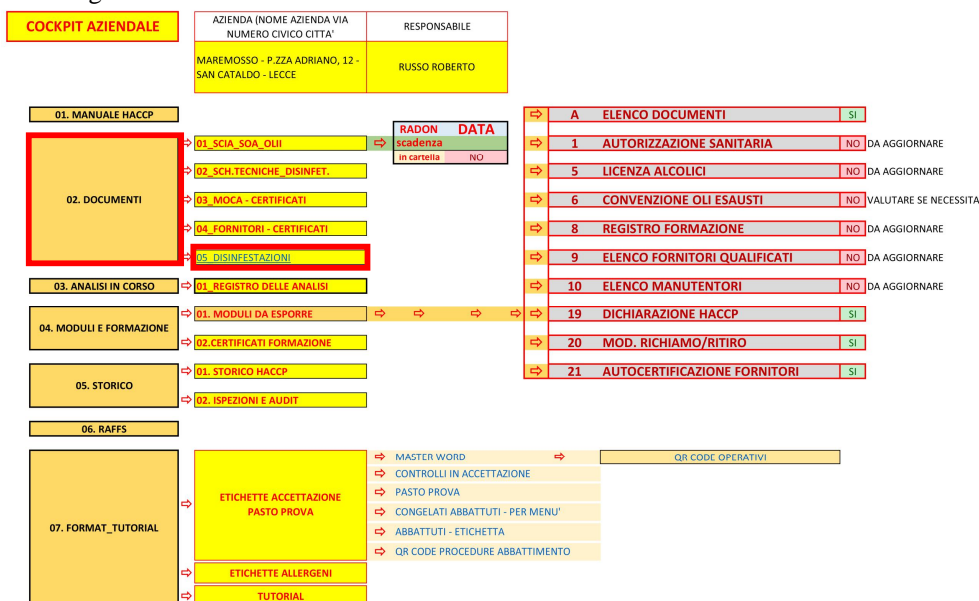 COCKPIT AZIENDALE
AZIENDA (NOME AZIENDA VIA
NUMERO CIVICO CITTA'
RESPONSABILE
MAREMOSSO - P.ZZA ADRIANO, 12 -
SAN CATALDO - LECCE
RUSSO ROBERTO
01. MANUALE HACCP
A ELENCO DOCUMENTI SI
RADON DATA
01_SCIA_SOA_OLII
scadenza
1 AUTORIZZAZIONE SANITARIA NO DA AGGIORNARE
in cartella NO
02_SCH.TECNICHE_DISINFET.
5 LICENZA ALCOLICI NO DA AGGIORNARE
02. DOCUMENTI
03_MOCA - CERTIFICATI
6 CONVENZIONE OLI ESAUSTI NO VALUTARE SE NECESSITA
04_FORNITORI - CERTIFICATI
8 REGISTRO FORMAZIONE NO DA AGGIORNARE
05_DISINFESTAZIONI
9 ELENCO FORNITORI QUALIFICATI NO DA AGGIORNARE
03. ANALISI IN CORSO
01_REGISTRO DELLE ANALISI
10 ELENCO MANUTENTORI NO DA AGGIORNARE
04. MODULI E FORMAZIONE
01. MODULI DA ESPORRE
19 DICHIARAZIONE HACCP SI
02.CERTIFICATI FORMAZIONE
20 MOD. RICHIAMO/RITIRO SI
05. STORICO
01. STORICO HACCP
21 AUTOCERTIFICAZIONE FORNITORI SI
02. ISPEZIONI E AUDIT
06. RAFFS
07. FORMAT_TUTORIAL
ETICHETTE ACCETTAZIONE
PASTO PROVA
MASTER WORD
QR CODE OPERATIVI
CONTROLLI IN ACCETTAZIONE
PASTO PROVA
CONGELATI ABBATTUTI - PER MENU'
ABBATTUTI - ETICHETTA
QR CODE PROCEDURE ABBATTIMENTO
ETICHETTE ALLERGENI
TUTORIAL